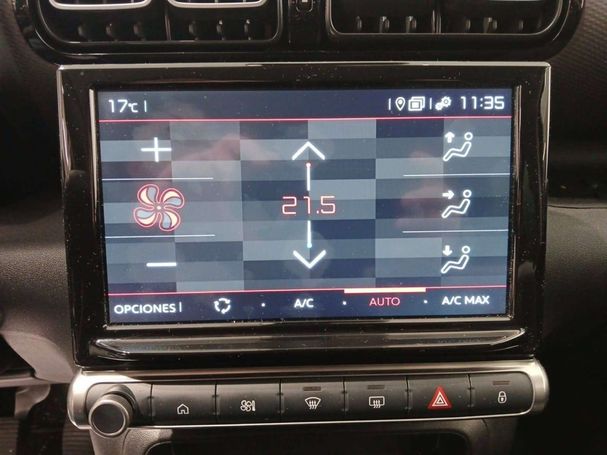 17°C 11:35
21.5
OPCIONES A/C AUTO A/C MAX